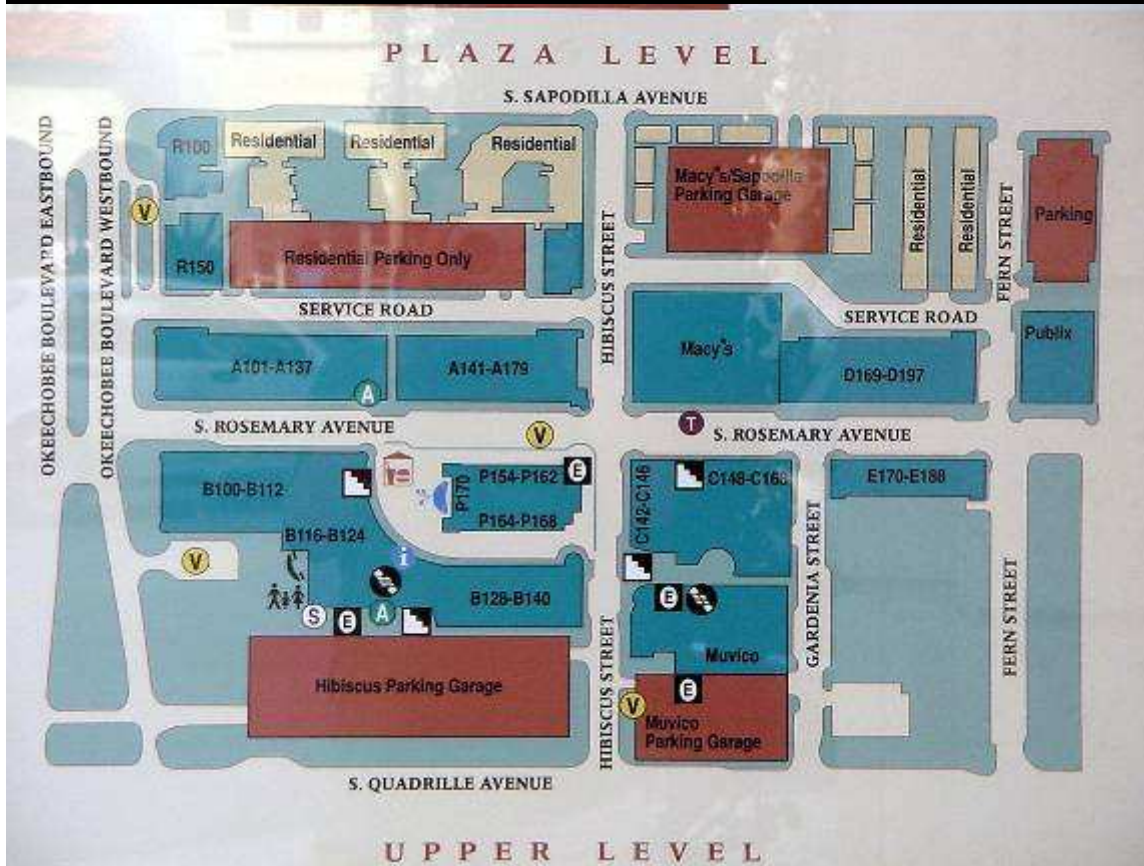 PLAZA LEVEL
S. SAPODILLA AVENUE
OKEECHOBEE BOULEVARD EASTBOUND
OKEECHOBEE BOULEVARD WESTBOUND
R100
Residential
Residential
Residential
V
R150
Residential Parking Only
HIBISCUS STREET
Macy's/Sapodilla
Parking Garage
Residential
Residential
FERN STREET
Parking
SERVICE ROAD
SERVICE ROAD
A101-A137
A141-A179
A
Macy's
D169-D197
Publix
S. ROSEMARY AVENUE
V
T
S. ROSEMARY AVENUE
B100-B112
P170
P154-P162
E
P164-P168
C142-C146
C148-C168
E170-E188
B116-B124
V
i
B128-B140
S
E
A
E
Muvico
GARDENIA STREET
FERN STREET
Hibiscus Parking Garage
HIBISCUS STREET
E
V
Muvico
Parking Garage
S. QUADRILLE AVENUE
UPPER LEVEL